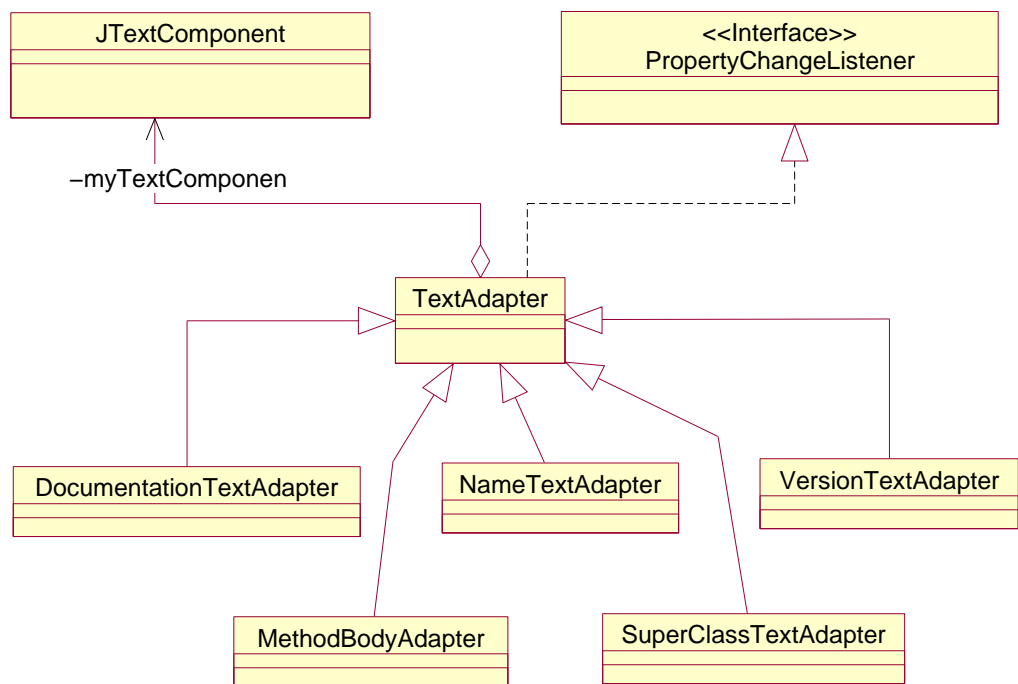 JTextComponent
<<Interface>>
PropertyChangeListener
–myTextComponen
TextAdapter
DocumentationTextAdapter
NameTextAdapter
VersionTextAdapter
MethodBodyAdapter
SuperClassTextAdapter